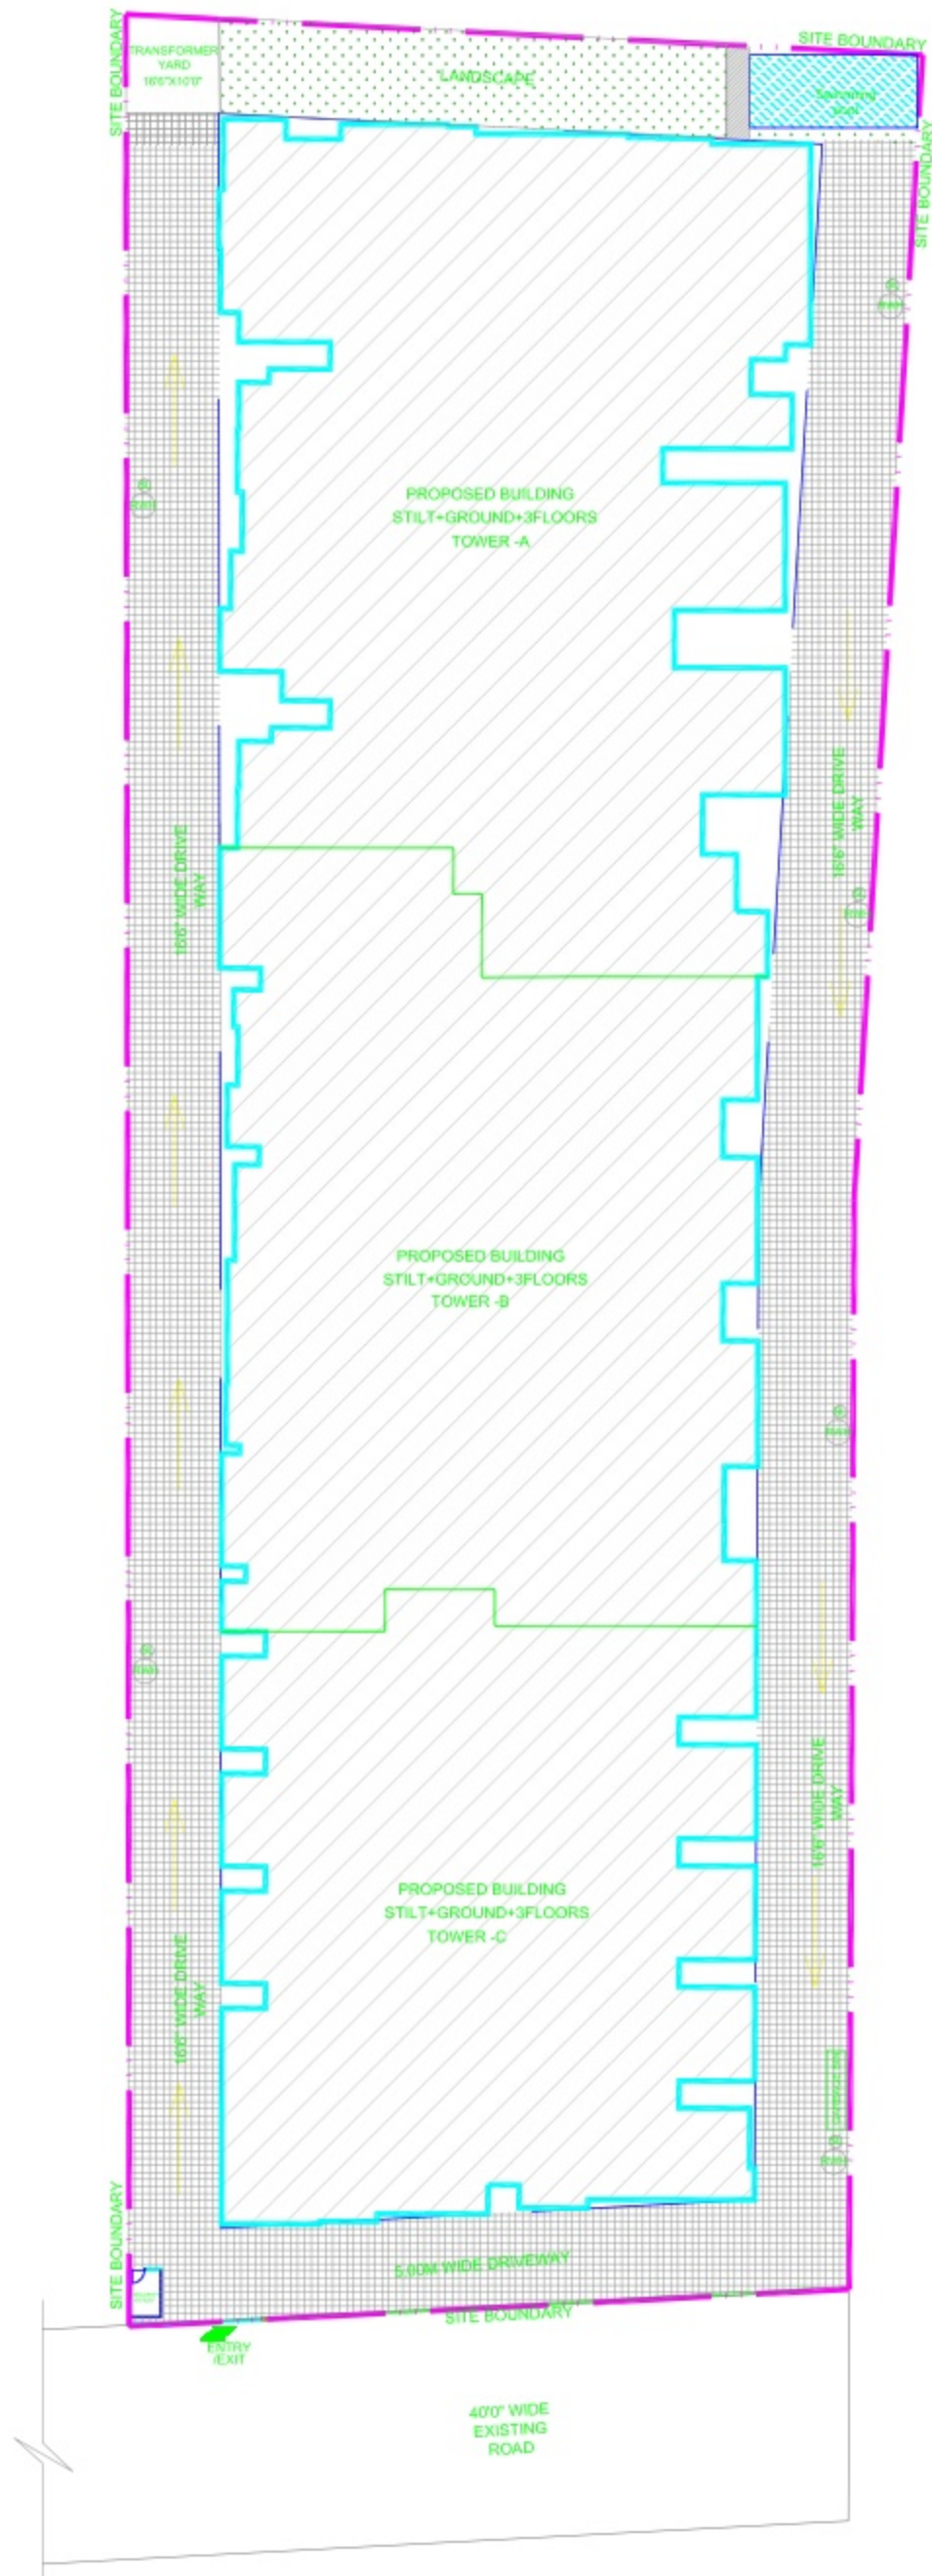 SITE BOUNDARY
TRANSFORMER
YARD
16'6"X10'0"
LANDSCAPE
SITE BOUNDARY
SITE BOUNDARY
PROPOSED BUILDING
STILT+GROUND+3FLOORS
TOWER -A
16'6" WIDE DRIVE
WAY
16'6" WIDE DRIVE
WAY
PROPOSED BUILDING
STILT+GROUND+3FLOORS
TOWER -B
16'6" WIDE DRIVE
WAY
PROPOSED BUILDING
STILT+GROUND+3FLOORS
TOWER -C
16'6" WIDE DRIVE
WAY
SITE BOUNDARY
5.00M WIDE DRIVEWAY
SITE BOUNDARY
ENTRY
/EXIT
40'0" WIDE
EXISTING
ROAD